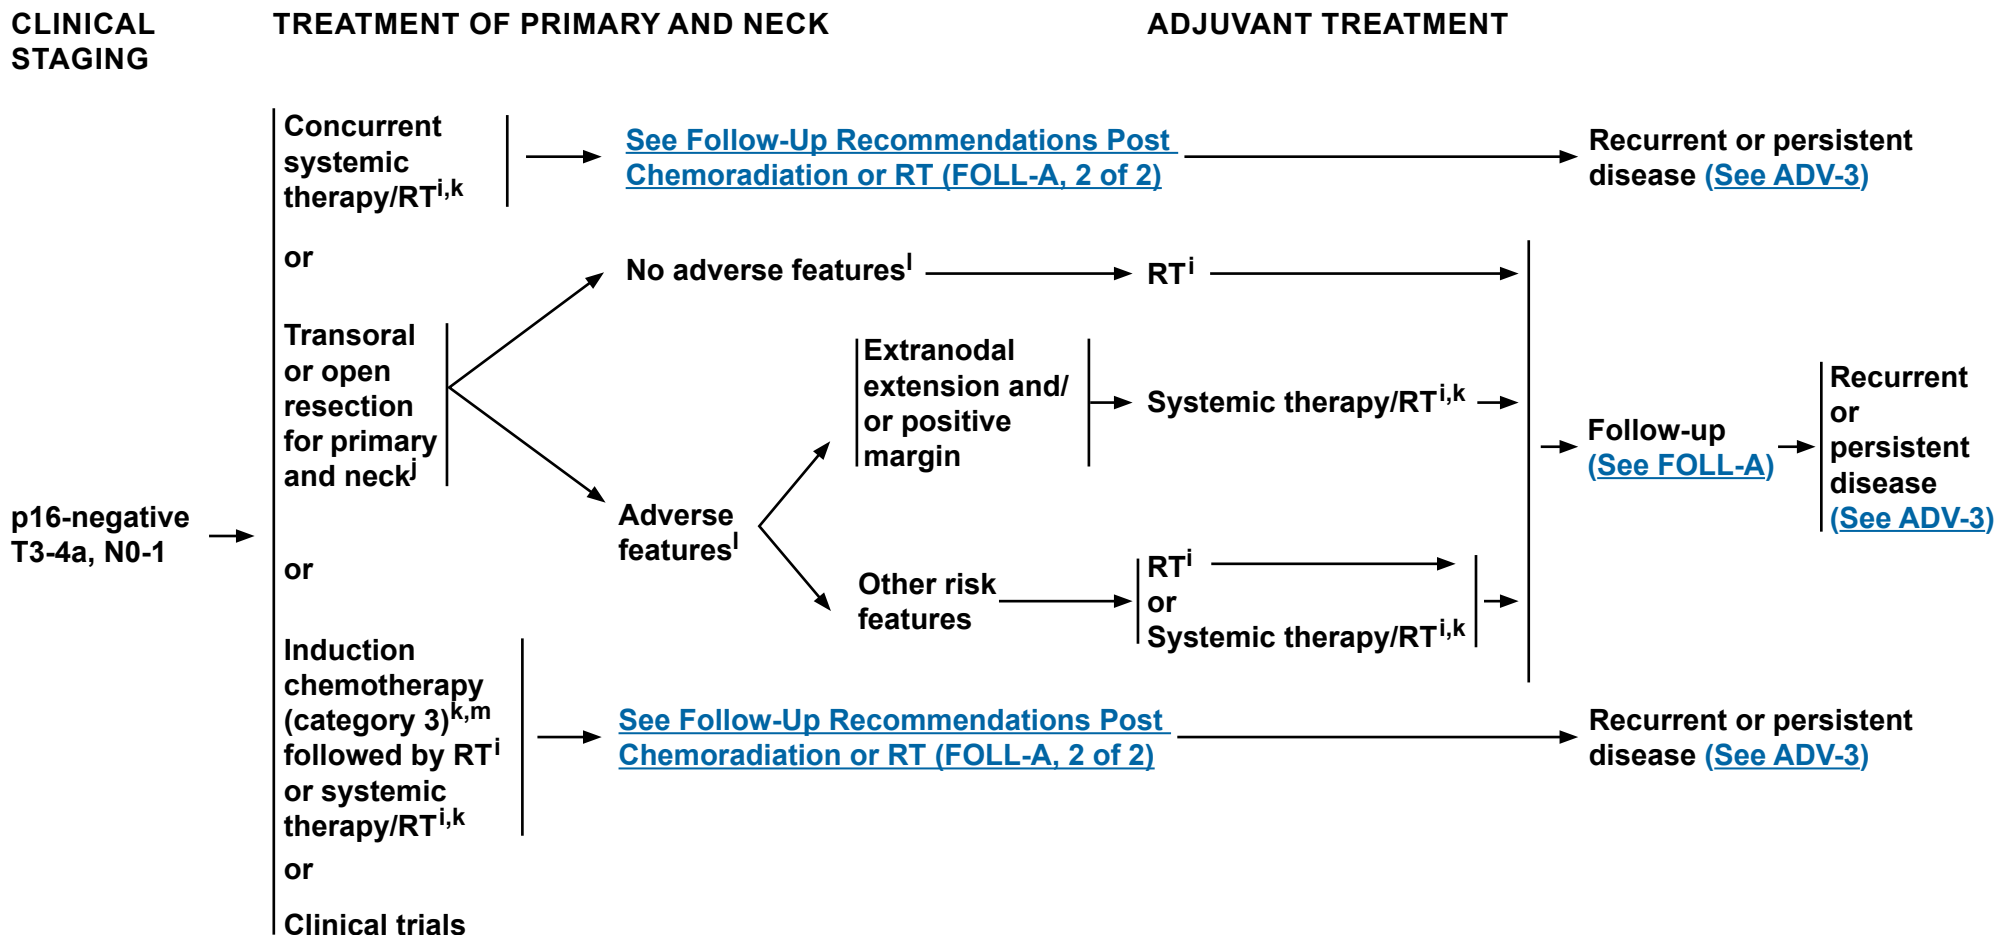 CLINICAL
STAGING
TREATMENT OF PRIMARY AND NECK
ADJUVANT TREATMENT
p16-negative
T3-4a, N0-1
Concurrent
systemic
therapy/RTi,k
See Follow-Up Recommendations Post
Chemoradiation or RT (FOLL-A, 2 of 2)
Recurrent or persistent
disease (See ADV-3)
or
Transoral
or open
resection
for primary
and neckj
No adverse featuresl
RTi
Adverse
featuresl
Extranodal
extension and/
or positive
margin
Systemic therapy/RTi,k
Other risk
features
RTi
or
Systemic therapy/RTi,k
Follow-up
(See FOLL-A)
Recurrent
or
persistent
disease
(See ADV-3)
or
Induction
chemotherapy
(category 3)k,m
followed by RTi
or systemic
therapy/RTi,k
See Follow-Up Recommendations Post
Chemoradiation or RT (FOLL-A, 2 of 2)
Recurrent or persistent
disease (See ADV-3)
or
Clinical trials